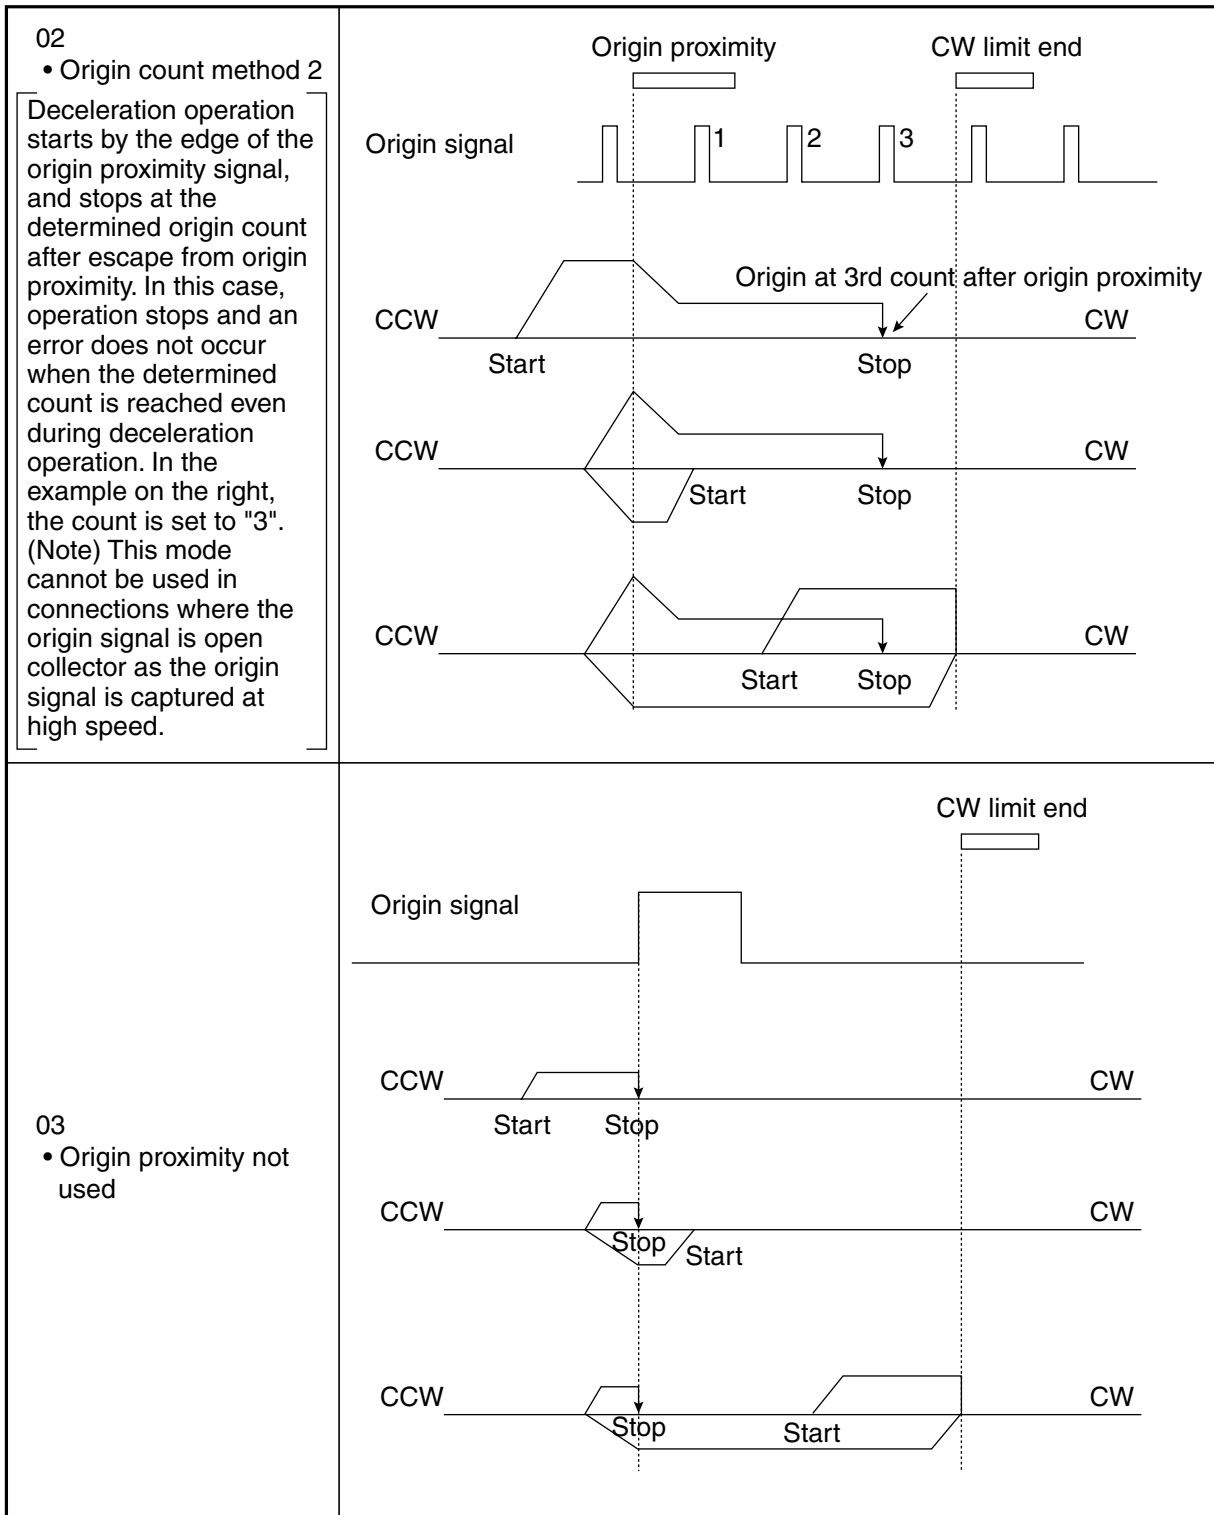 02
• Origin count method 2
Deceleration operation
starts by the edge of the
origin proximity signal,
and stops at the
determined origin count
after escape from origin
proximity. In this case,
operation stops and an
error does not occur
when the determined
count is reached even
during deceleration
operation. In the
example on the right,
the count is set to "3".
(Note) This mode
cannot be used in
connections where the
origin signal is open
collector as the origin
signal is captured at
high speed.
Origin proximity CW limit end
Origin signal 1 2 3
Origin at 3rd count after origin proximity
CCW CW
Start Stop
CCW CW
Start Stop
CCW CW
Start Stop
03
• Origin proximity not
used
CW limit end
Origin signal
CCW CW
Start Stop
CCW CW
Stop Start
CCW CW
Stop Start